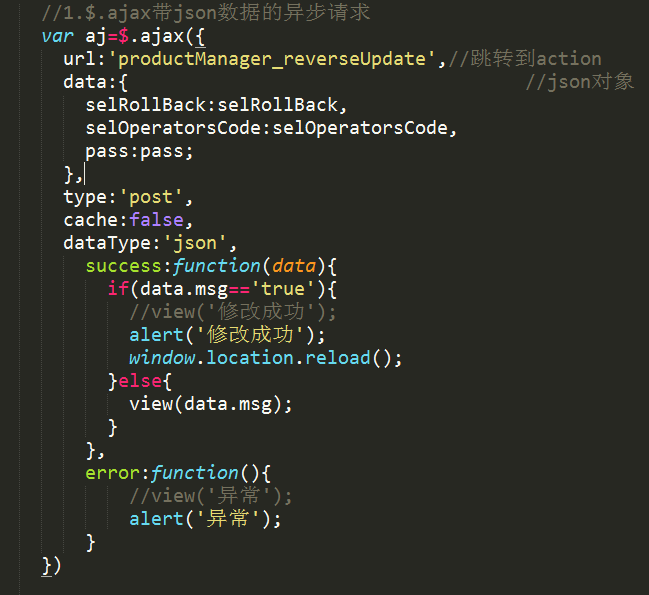 //1.$.ajax带json数据的异步请求
var aj=$.ajax({
url:'productManager_reverseUpdate',//跳转到action
data:{ //json对象
selRollBack:selRollBack,
selOperatorsCode:selOperatorsCode,
pass:pass;
},
type:'post',
cache:false,
dataType:'json',
success:function(data){
if(data.msg=='true'){
//view('修改成功');
alert('修改成功');
window.location.reload();
}else{
view(data.msg);
}
},
error:function(){
//view('异常');
alert('异常');
}
})